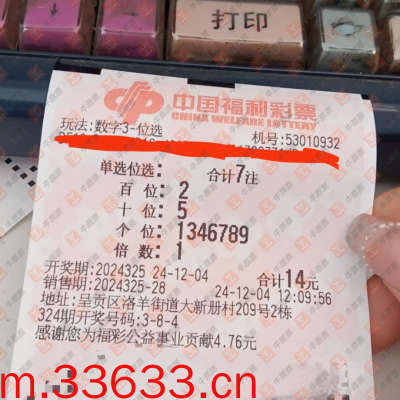 打印
中国福利彩票
CHINA WELFARE LOTTERY
玩法:数字3-位选 机号:53010932
单选位选: 合计7注
百 位: 2
十 位: 5
个 位: 1346789
倍 数: 1
开奖期:2024325 24-12-04 合计14元
销售期:2024325-28 24-12-04 12:09:56
地址:呈贡区洛羊街道大新册村209号2栋
324期开奖号码:3-8-4
感谢您为福彩公益事业贡献4.76元
m.33633.cn